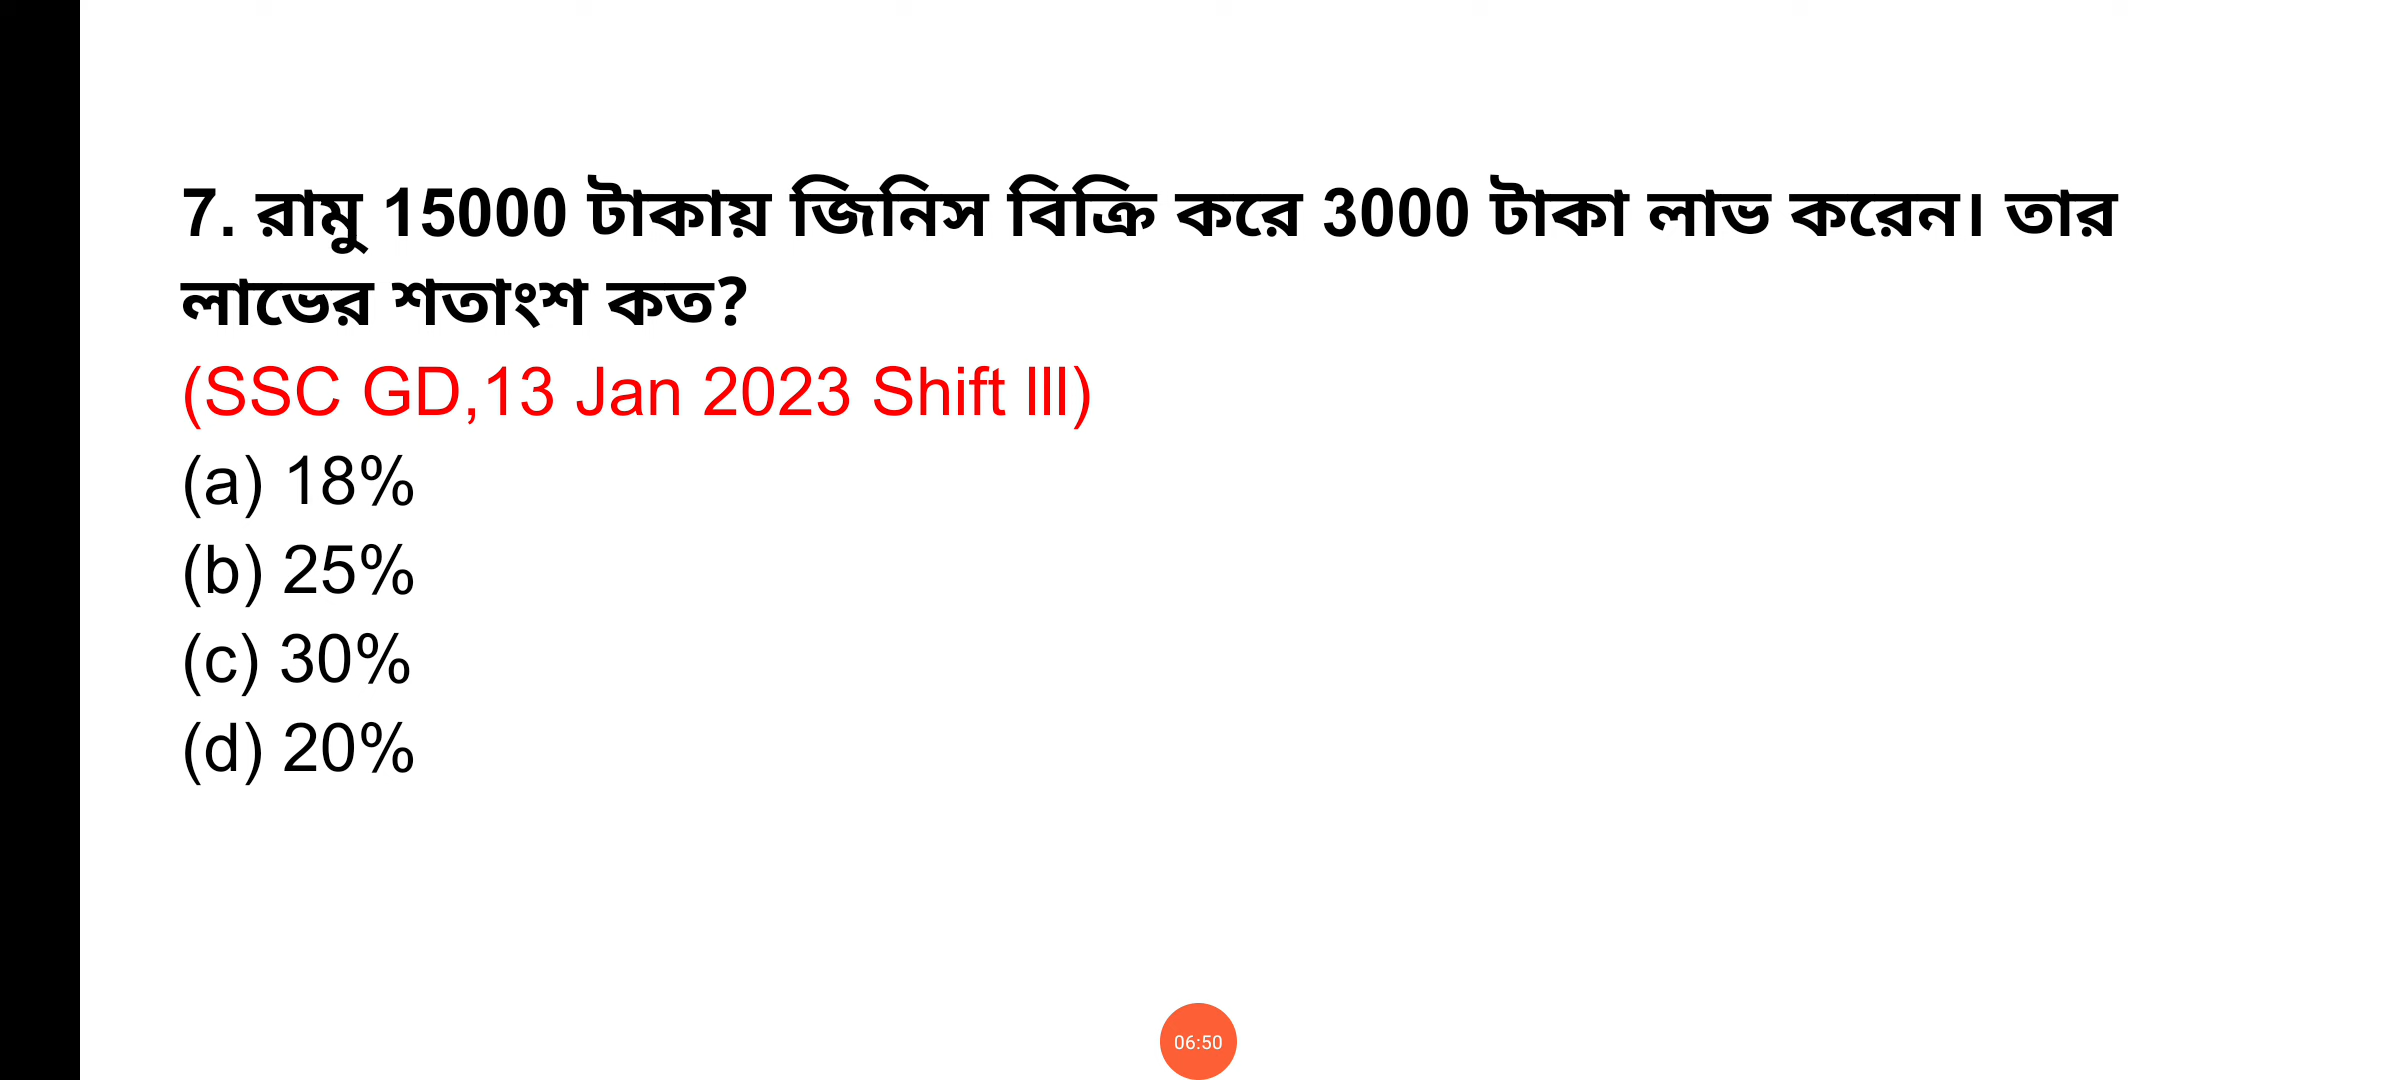 7. রামু 15000 টাকায় জিনিস বিক্রি করে 3000 টাকা লাভ করেন। তার
লাভের শতাংশ কত?
(SSC GD,13 Jan 2023 Shift lll)
(a) 18%
(b) 25%
(c) 30%
(d) 20%
06:50